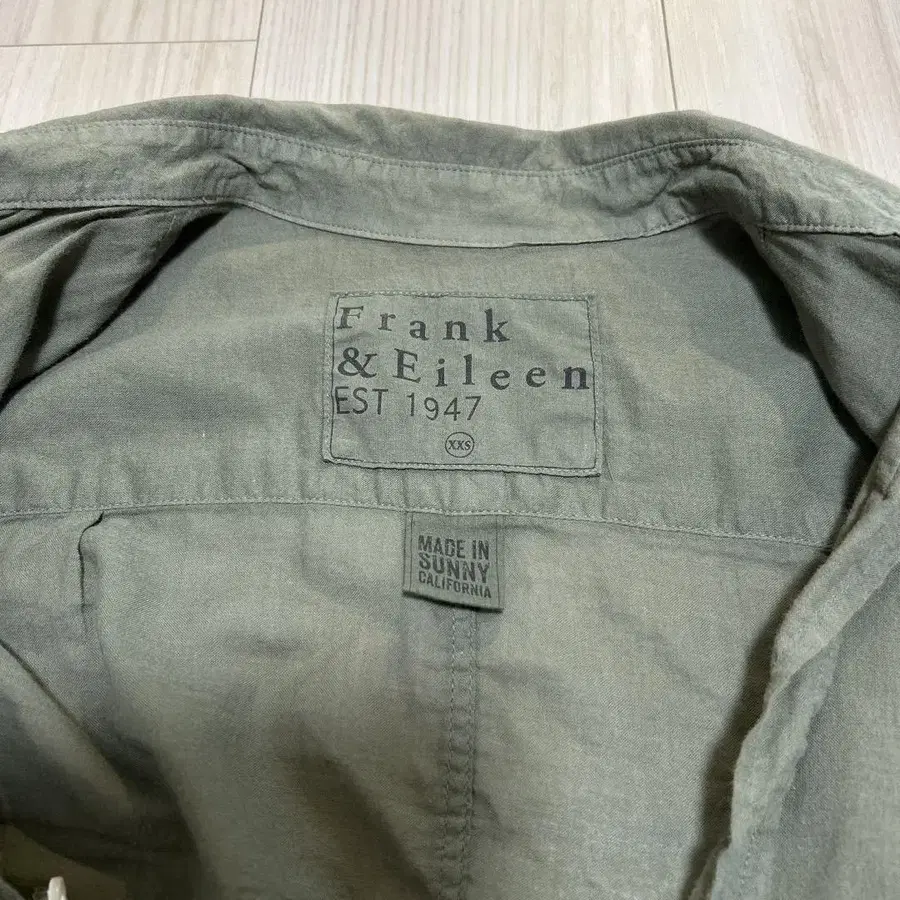 Frank
& Eileen
EST 1947
XXS
MADE IN
SUNNY
CALIFORNIA